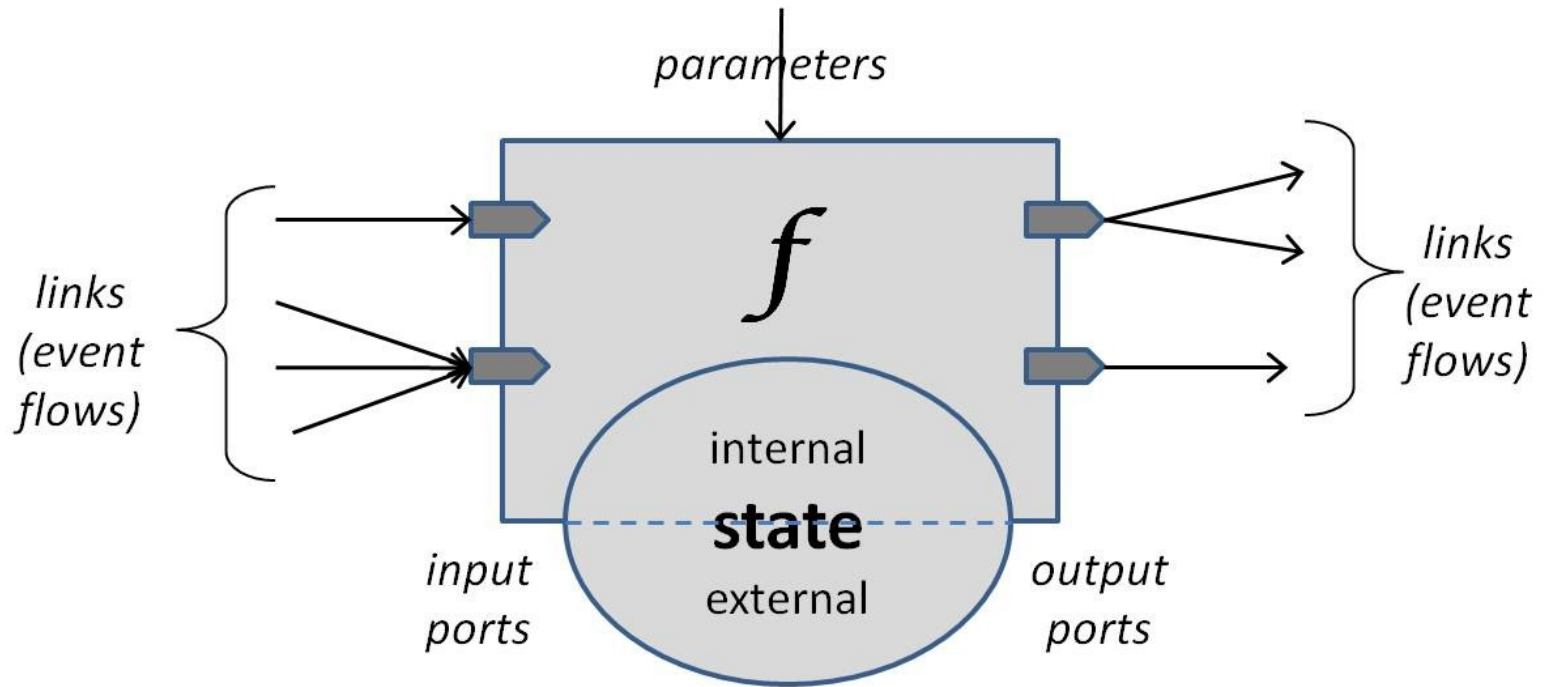 parameters
f
links
(event
flows)
links
(event
flows)
internal
state
external
input
ports
output
ports